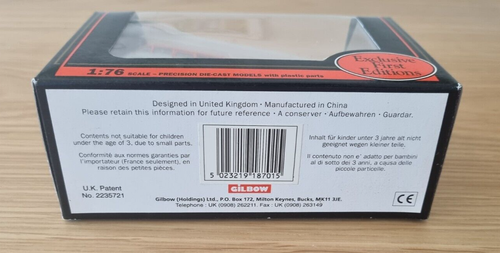 1:76 SCALE - PRECISION DIE-CAST MODELS with plastic parts
Exclusive First Editions
Designed in United Kingdom · Manufactured in China
Please retain this information for future reference · A conserver · Aufbewahren · Guardar.
Contents not suitable for children
under the age of 3, due to small parts.
Conformité aux normes garanties par
l'importateur (France seulement), en
raison des petites pièces.
U.K. Patent
No. 2235721
5 023219 187015
GILBOW
Gilbow (Holdings) Ltd., P.O. Box 172, Milton Keynes, Bucks, MK11 3JE.
Telephone : UK (0908) 262211. Fax : UK (0908) 263149
Inhalt für kinder unter 3 jahre alt nicht
geeignet wegen kleiner teile.
Il contenuto non e' adatto per bambini
al di sotto dei 3 anni, a causa delle
piccole particelle.
CE